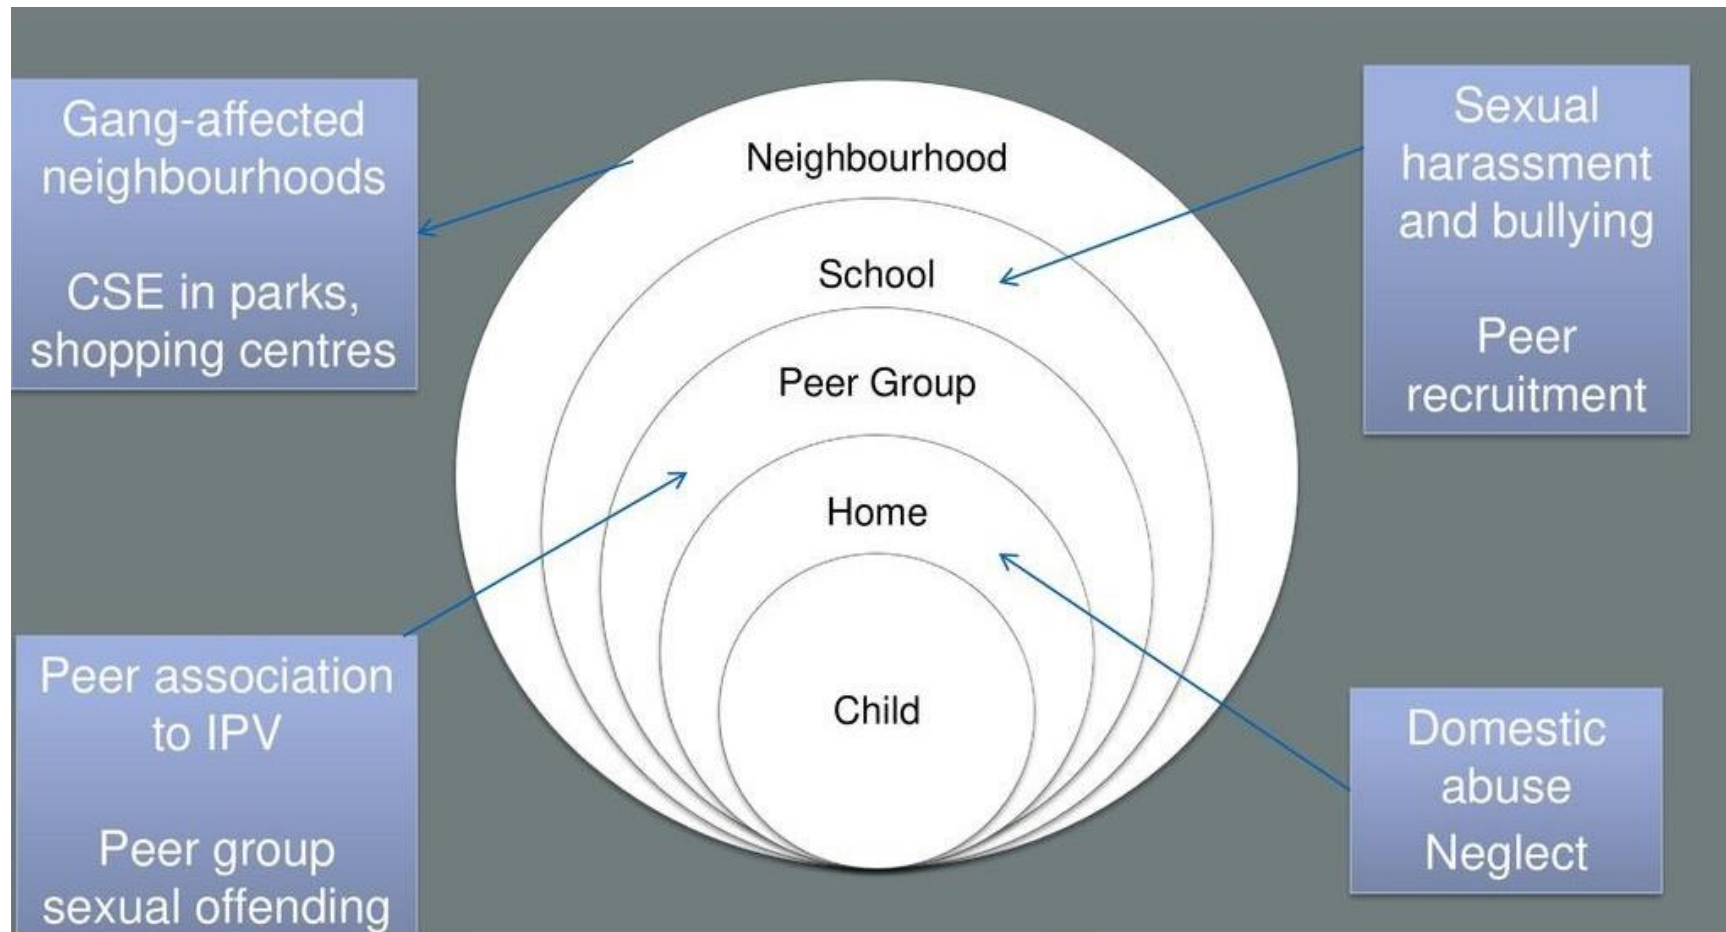 Gang-affected
neighbourhoods
CSE in parks,
shopping centres
Neighbourhood
School
Peer Group
Home
Child
Sexual
harassment
and bullying
Peer
recruitment
Peer association
to IPV
Peer group
sexual offending
Domestic
abuse
Neglect